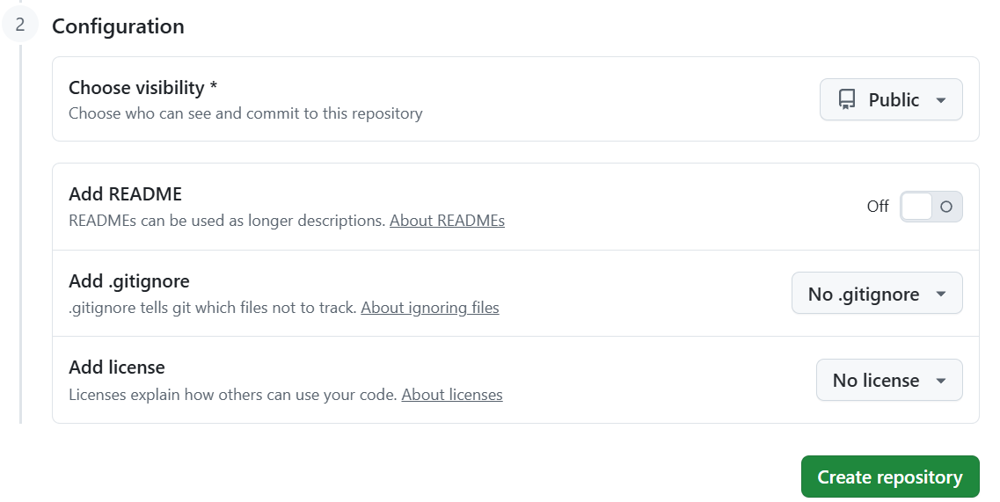 2
Configuration
Choose visibility *
Choose who can see and commit to this repository
Public
Add README
READMEs can be used as longer descriptions. About READMEs
Off
Add .gitignore
.gitignore tells git which files not to track. About ignoring files
No .gitignore
Add license
Licenses explain how others can use your code. About licenses
No license
Create repository